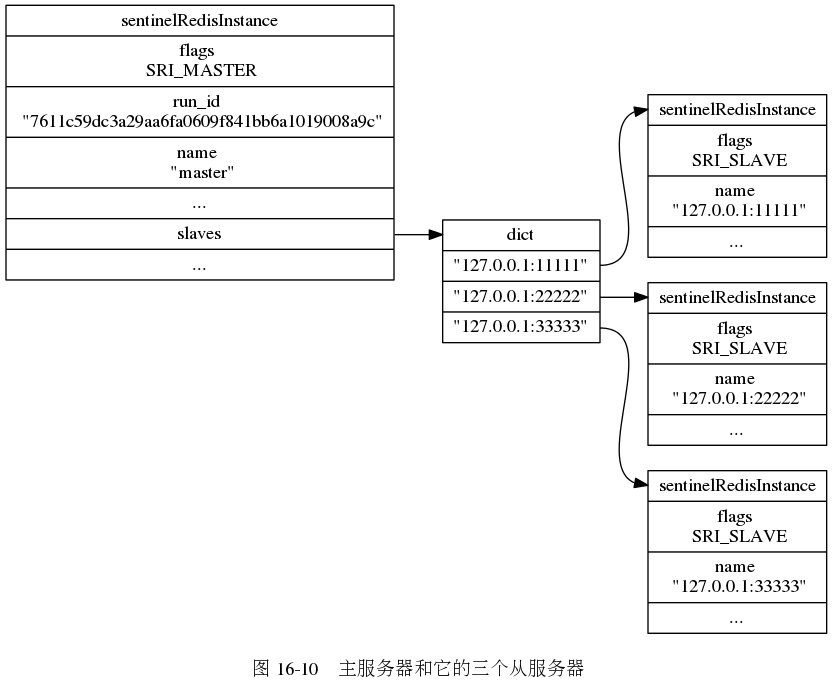 sentinelRedisInstance
flags
SRI_MASTER
run_id
"7611c59dc3a29aa6fa0609f841bb6a1019008a9c"
name
"master"
...
slaves
...
dict
"127.0.0.1:11111"
"127.0.0.1:22222"
"127.0.0.1:33333"
sentinelRedisInstance
flags
SRI_SLAVE
name
"127.0.0.1:11111"
...
sentinelRedisInstance
flags
SRI_SLAVE
name
"127.0.0.1:22222"
...
sentinelRedisInstance
flags
SRI_SLAVE
name
"127.0.0.1:33333"
...
图 16-10 主服务器和它的三个从服务器